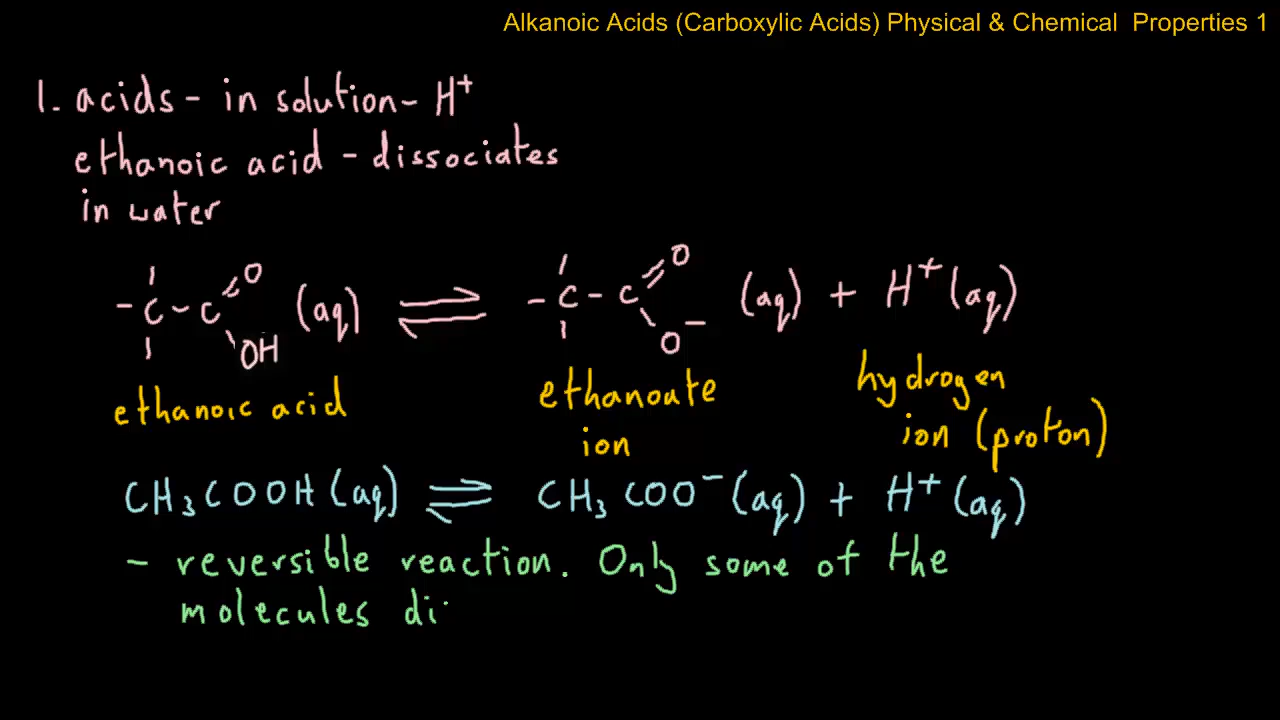 Alkanoic Acids (Carboxylic Acids) Physical & Chemical Properties 1
1. acids - in solution - H⁺
ethanoic acid - dissociates
in water
-C-C O OH (aq) ⇌ -C-C O O⁻ (aq) + H⁺(aq)
ethanoic acid ethanoate ion hydrogen ion (proton)
CH₃COOH(aq) ⇌ CH₃COO⁻(aq) + H⁺(aq)
- reversible reaction. Only some of the
molecules di